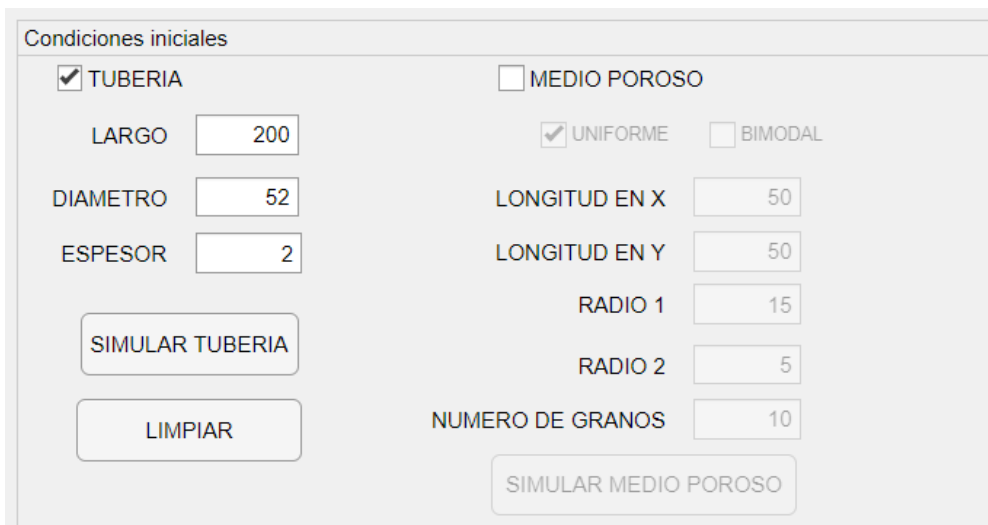 Condiciones iniciales
TUBERIA
LARGO 200
DIAMETRO 52
ESPESOR 2
SIMULAR TUBERIA
LIMPIAR
MEDIO POROSO
UNIFORME BIMODAL
LONGITUD EN X 50
LONGITUD EN Y 50
RADIO 1 15
RADIO 2 5
NUMERO DE GRANOS 10
SIMULAR MEDIO POROSO